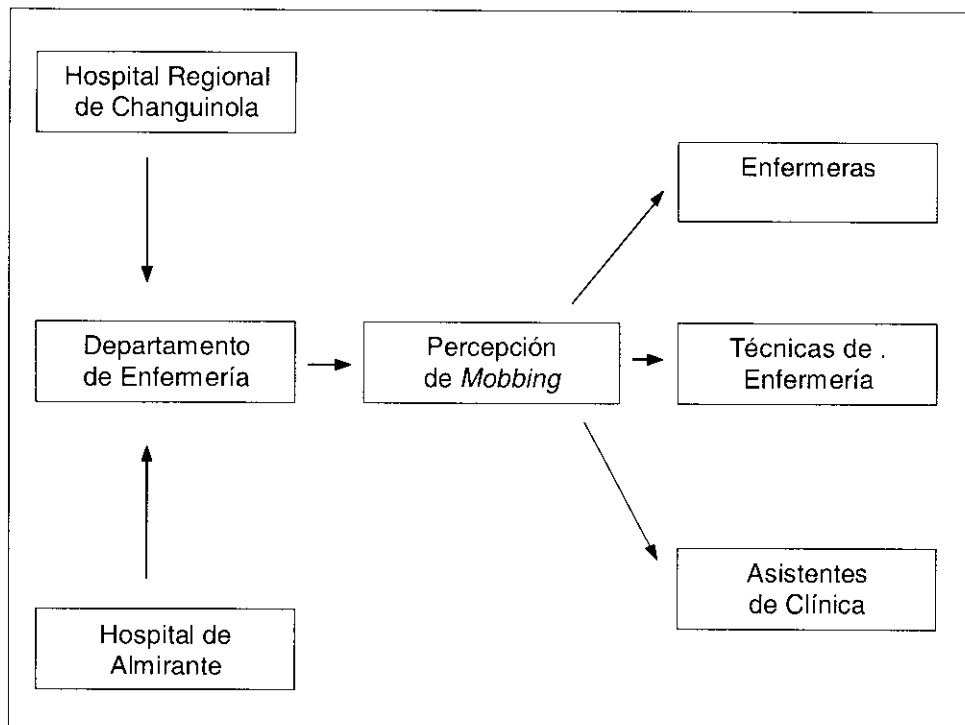 Hospital Regional
de Changuinola
Enfermeras
Departamento
de Enfermería
Percepción
de Mobbing
Técnicas de .
Enfermería
Asistentes
de Clínica
Hospital de
Almirante